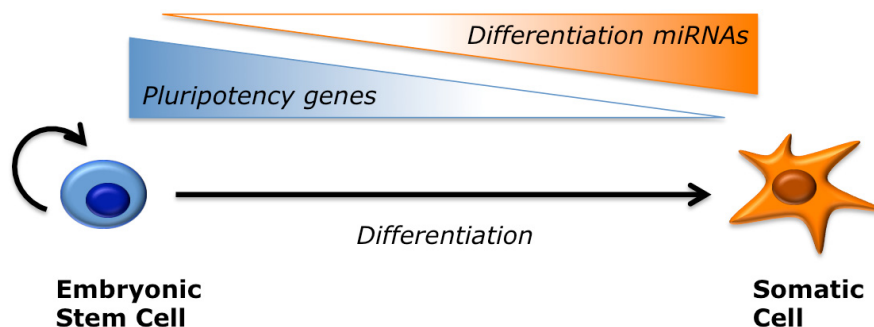 Differentiation miRNAs
Pluripotency genes
Differentiation
Embryonic
Stem Cell
Somatic
Cell